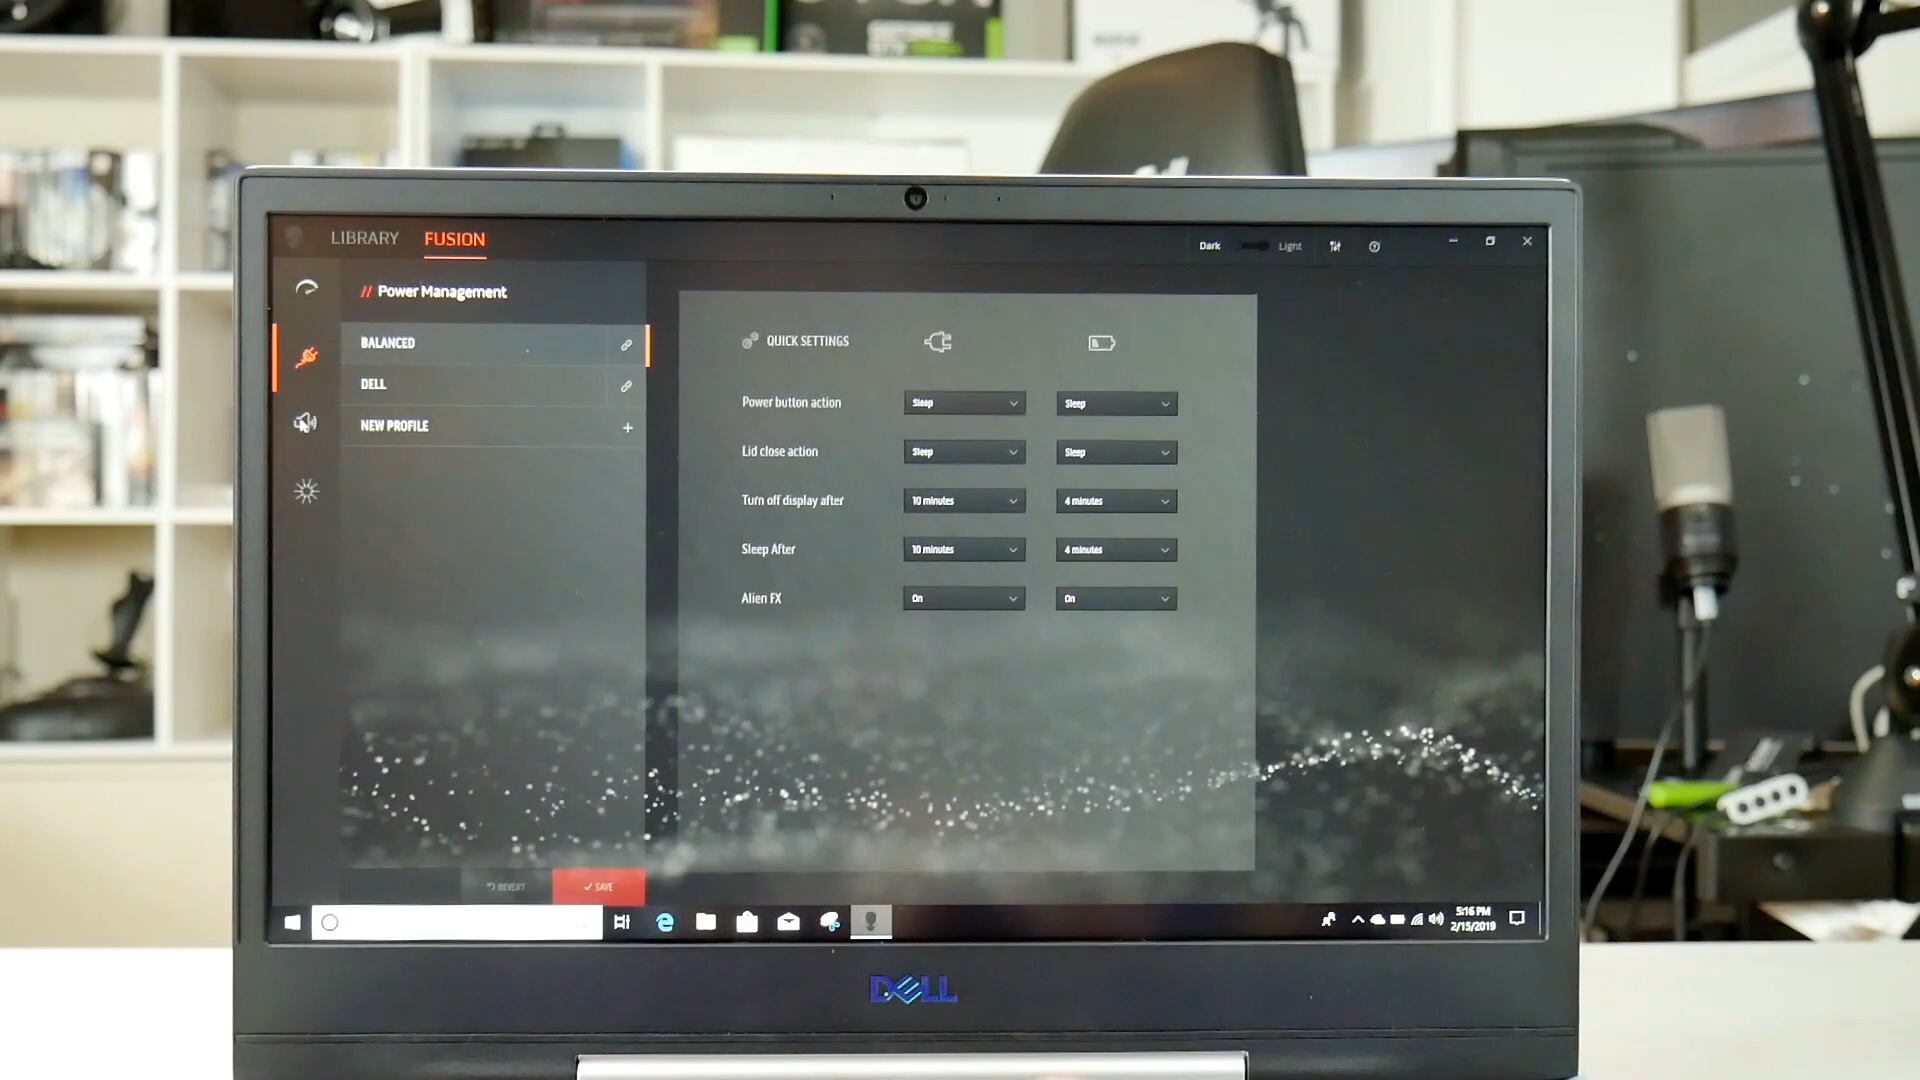 LIBRARY FUSION Dark Light
// Power Management
BALANCED
DELL
NEW PROFILE +
QUICK SETTINGS
Power button action Sleep Sleep
Lid close action Sleep Sleep
Turn off display after 10 minutes 4 minutes
Sleep After 10 minutes 4 minutes
Alien FX On On
REVERT SAVE
5:16 PM
2/15/2019
DELL